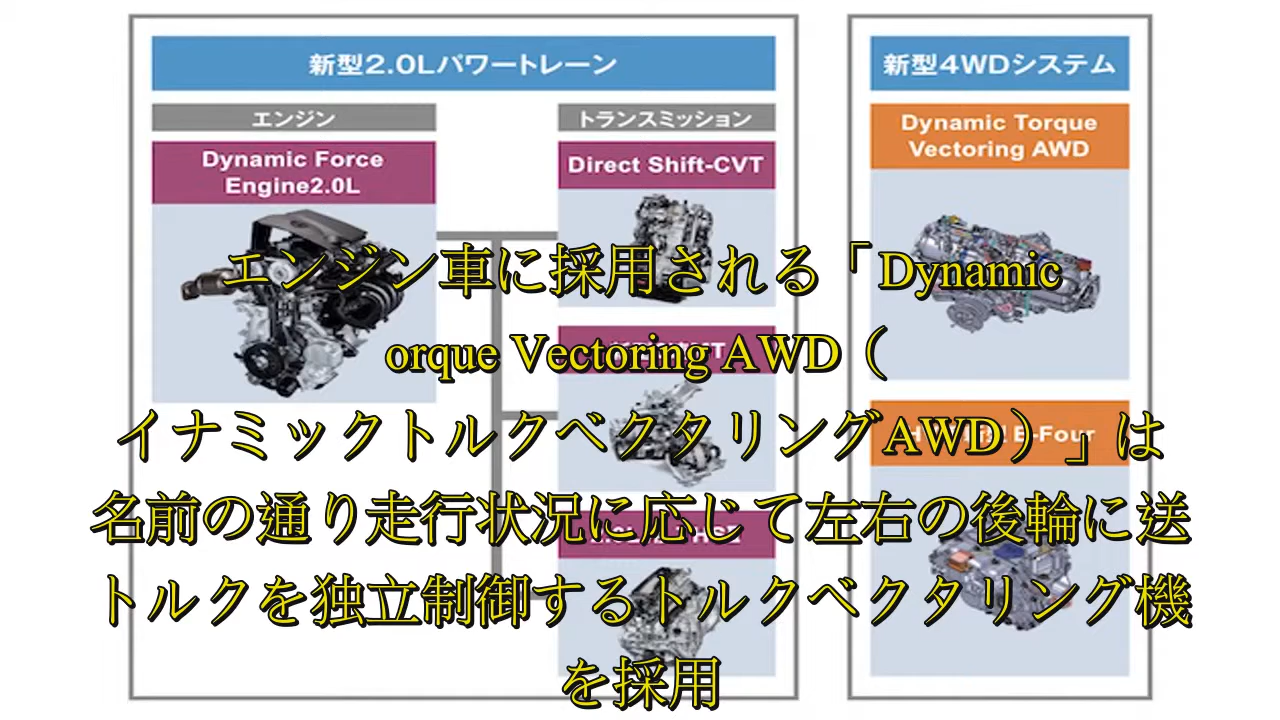 新型2.0Lパワートレーン
新型4WDシステム
エンジン
トランスミッション
Dynamic Force
Engine2.0L
Direct Shift-CVT
Dynamic Torque
Vectoring AWD
エンジン車に採用される「Dynamic
orque Vectoring AWD（
イナミックトルクベクタリングAWD）」は
名前の通り走行状況に応じて左右の後輪に送
トルクを独立制御するトルクベクタリング機
を採用
E-Four